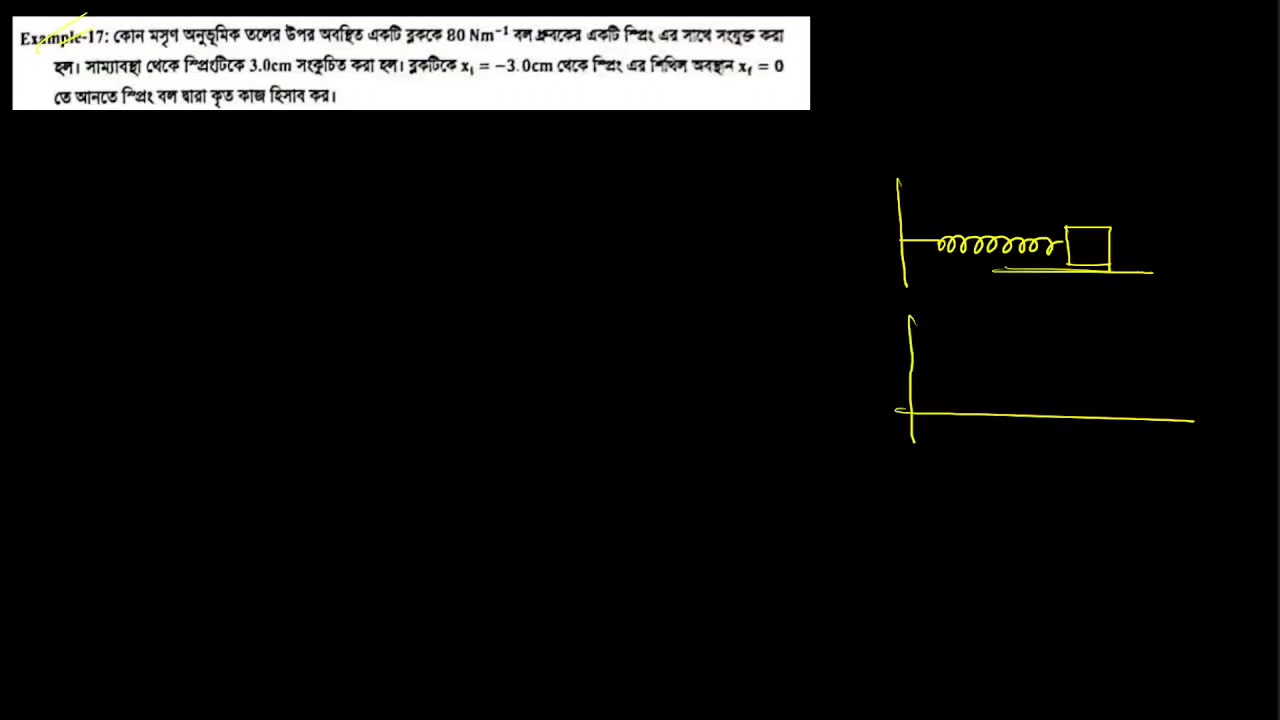 Example-17: কোন মসৃণ অনুভূমিক তলের উপর অবস্থিত একটি ব্লককে 80 Nm⁻¹ বল ধ্রুবকের একটি স্প্রিং এর সাথে সংযুক্ত করা
হল। সাম্যাবস্থা থেকে স্প্রিংটিকে 3.0cm সংকুচিত করা হল। ব্লকটিকে xᵢ = −3.0cm থেকে স্প্রিং এর শিথিল অবস্থান x_f = 0
তে আনতে স্প্রিং বল দ্বারা কৃত কাজ হিসাব কর।